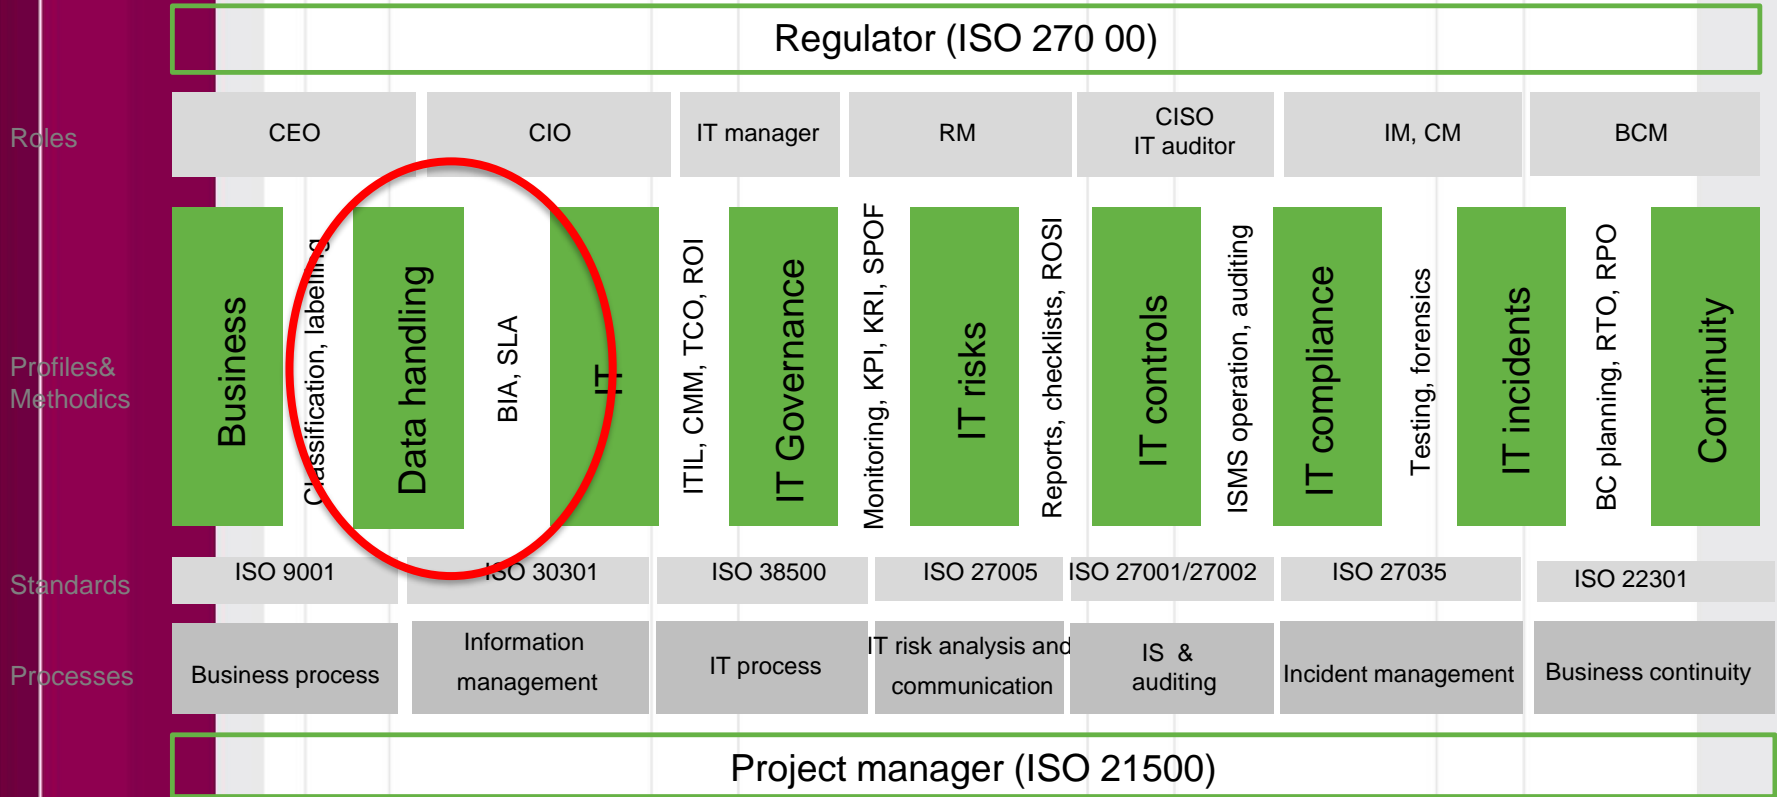 Regulator (ISO 270 00)
Roles
CEO
CIO
IT manager
RM
CISO
IT auditor
IM, CM
BCM
Profiles&
Methodics
Business
Classification, labelling
Data handling
BIA, SLA
IT
ITIL, CMM, TCO, ROI
IT Governance
Monitoring, KPI, KRI, SPOF
IT risks
Reports, checklists, ROSI
IT controls
ISMS operation, auditing
IT compliance
Testing, forensics
IT incidents
BC planning, RTO, RPO
Continuity
Standards
ISO 9001
ISO 30301
ISO 38500
ISO 27005
ISO 27001/27002
ISO 27035
ISO 22301
Processes
Business process
Information
management
IT process
IT risk analysis and
communication
IS &
auditing
Incident management
Business continuity
Project manager (ISO 21500)